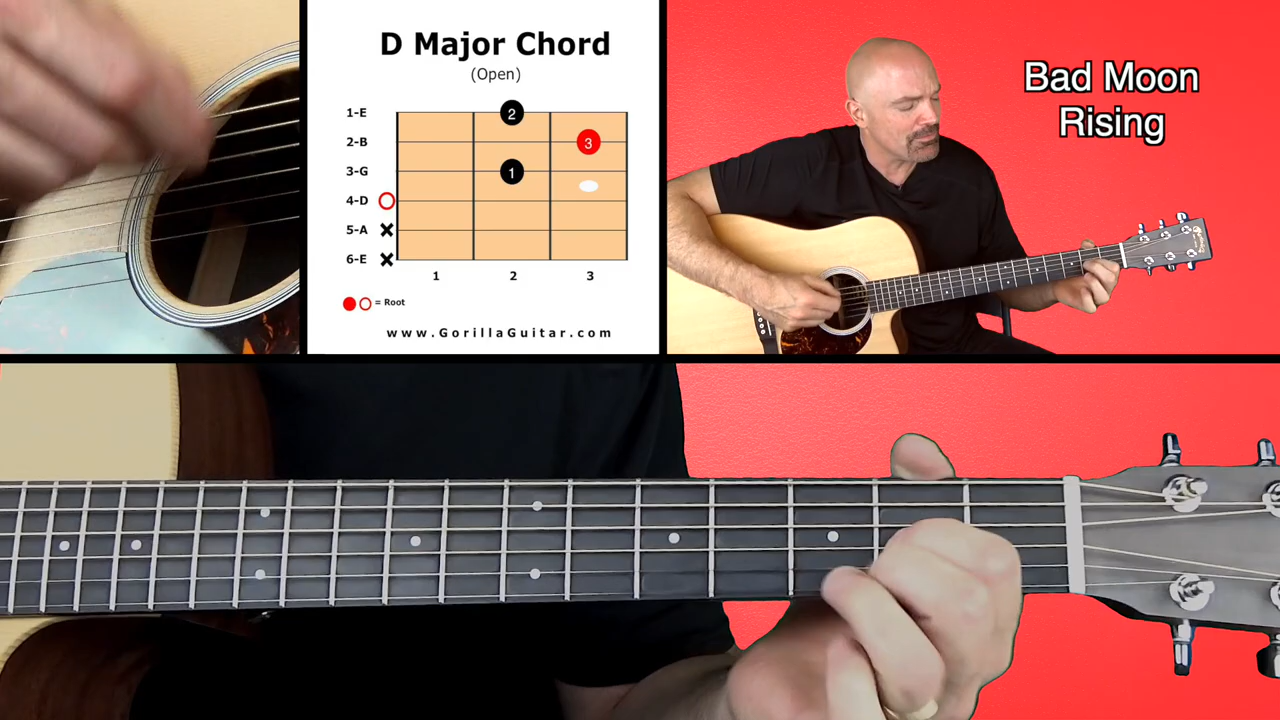 D Major Chord
(Open)
1-E
2
2-B
3
3-G
1
4-D
5-A
6-E
1 2 3
= Root
www.GorillaGuitar.com
Bad Moon
Rising